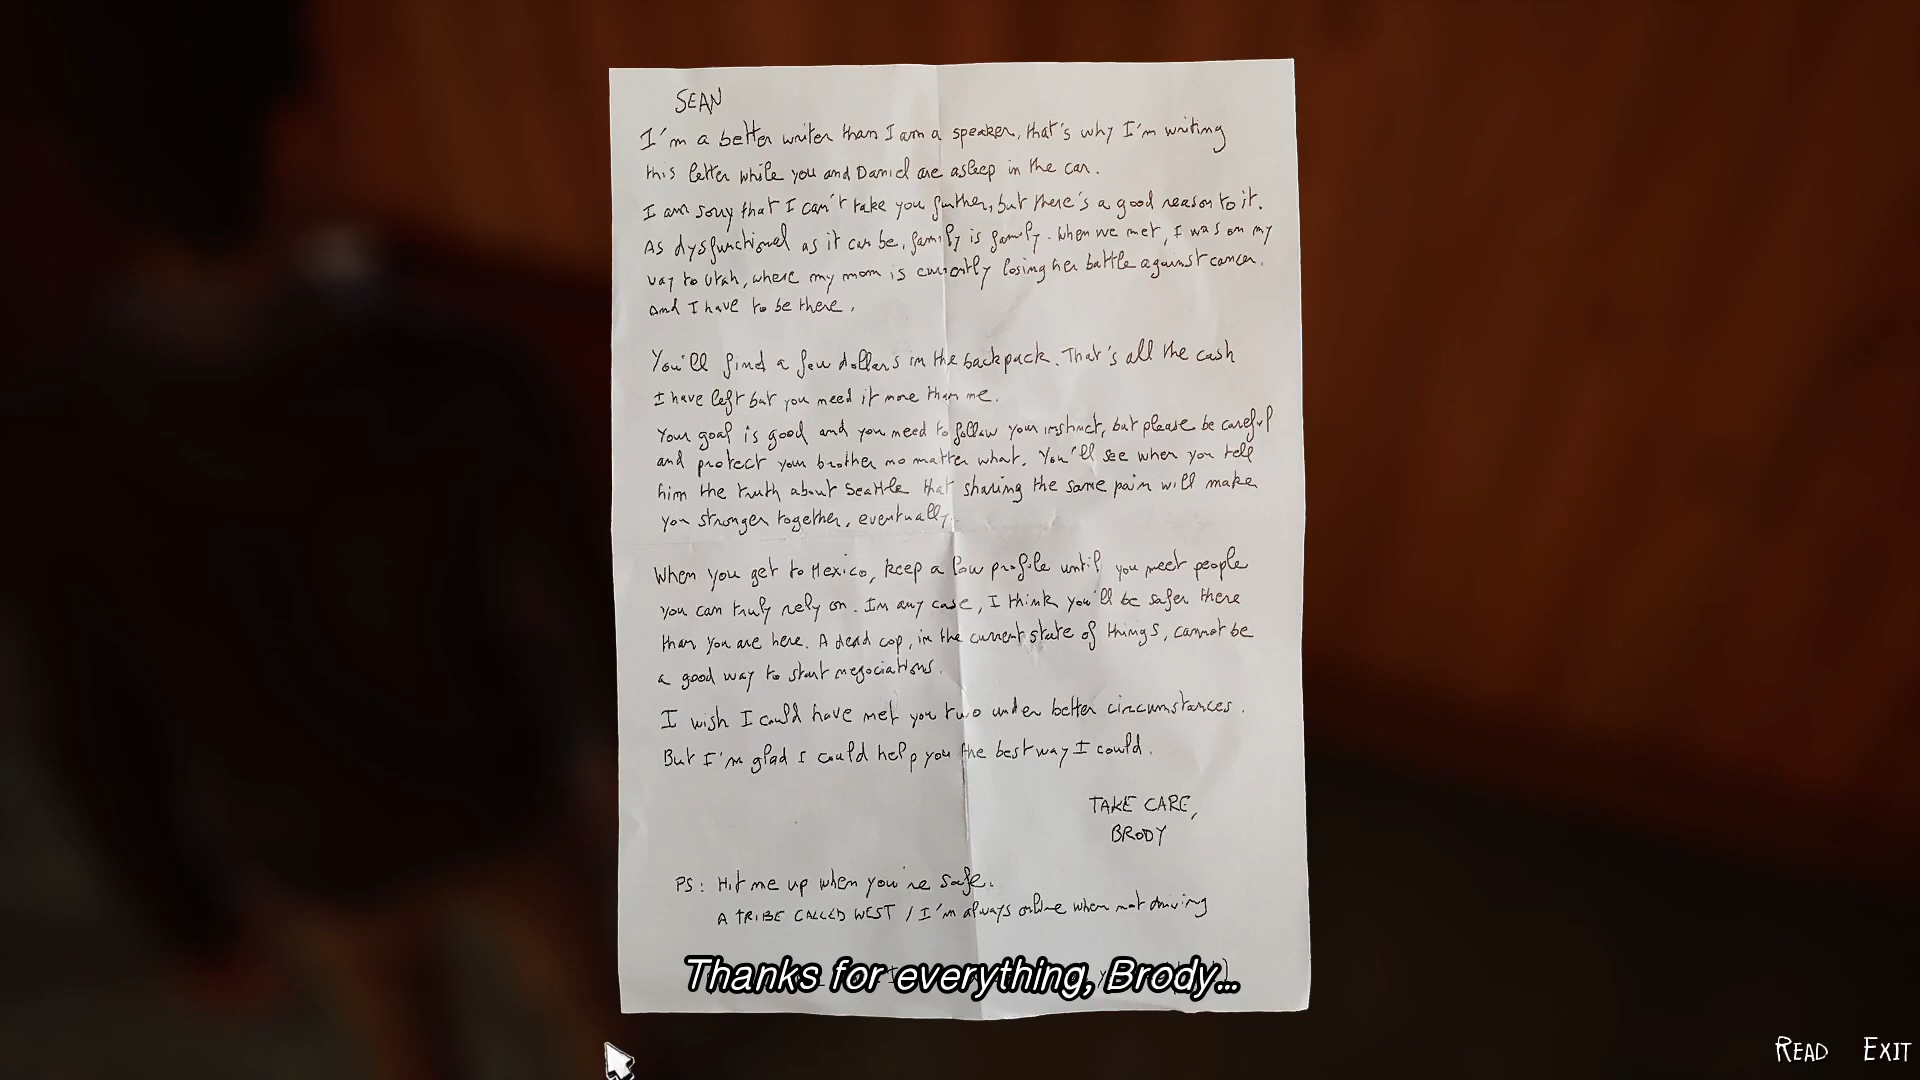 SEAN
I'm a better writer than I am a speaker, that's why I'm writing
this letter while you and Daniel are asleep in the car.
I am sorry that I can't take you further, but there's a good reason to it.
As dysfunctional as it can be, family is family. When we met, I was on my
way to Utah, where my mom is currently losing her battle against cancer.
and I have to be there.
You'll find a few dollars in the backpack. That's all the cash
I have left but you need it more than me.
Your goal is good and you need to follow your instinct, but please be careful
and protect your brother no matter what. You'll see when you tell
him the truth about Seattle that sharing the same pain will make
you stronger together, eventually.
When you get to Mexico, keep a low profile until you meet people
you can truly rely on. In any case, I think you'll be safer there
than you are here. A dead cop, in the current state of things, cannot be
a good way to start negociations.
I wish I could have met you two under better circumstances.
But I'm glad I could help you the best way I could.
TAKE CARE,
BRODY
PS: Hit me up when you're safe.
A TRIBE CALLED WEST / I'm always online when not driving
Thanks for everything, Brody...
READ EXIT